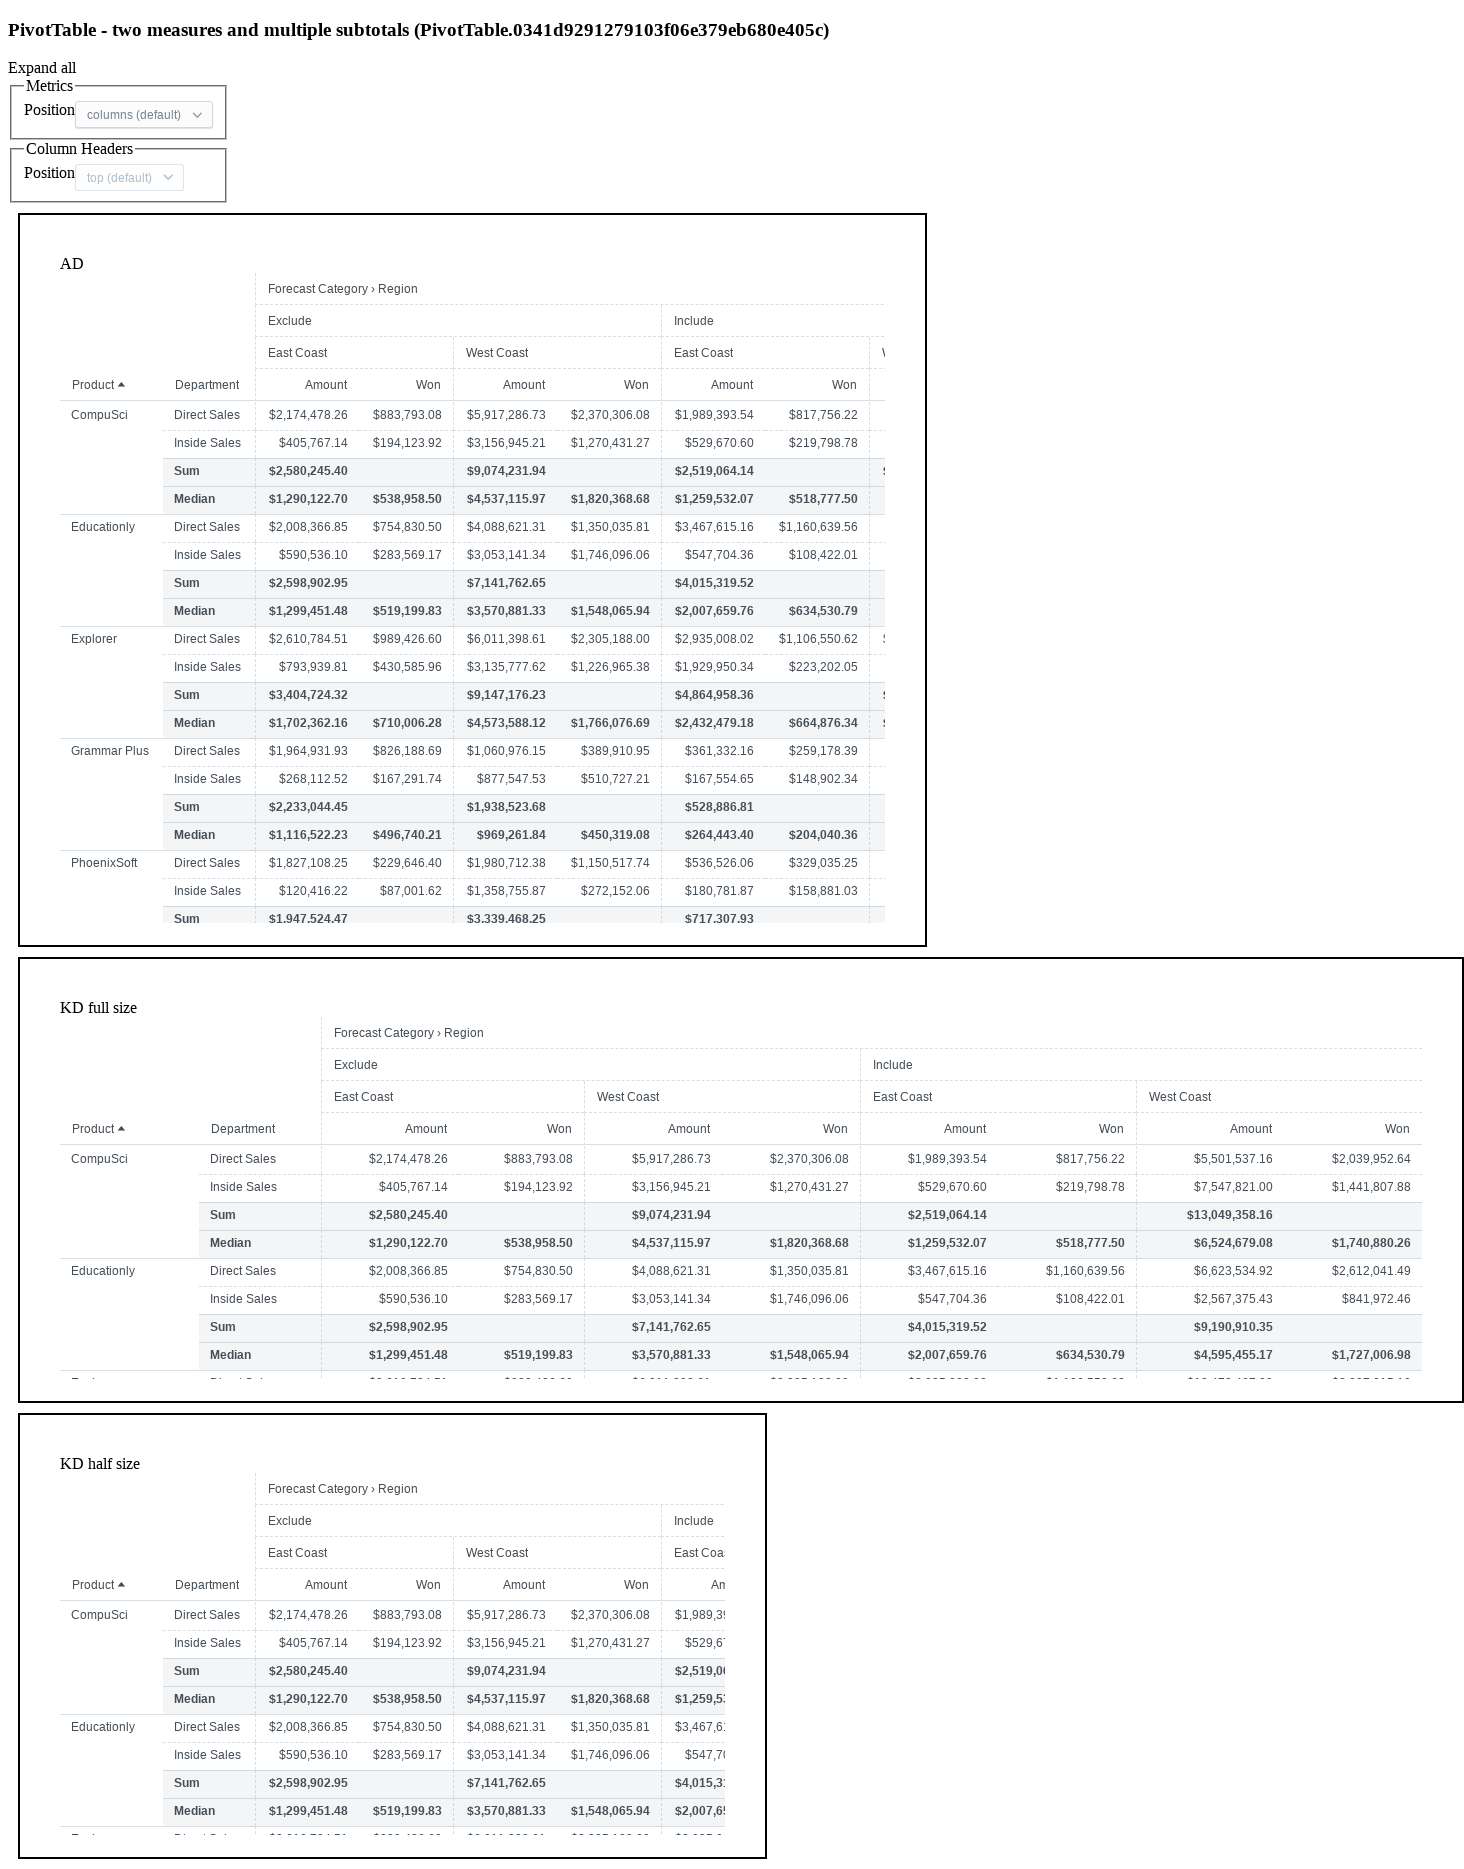 PivotTable - two measures and multiple subtotals (PivotTable.0341d9291279103f06e379eb680e405c)
Expand all
Metrics
Position columns (default)
Column Headers
Position top (default)
AD
Forecast Category › Region
Exclude Include
East Coast West Coast East Coast
Product Department Amount Won Amount Won Amount Won
CompuSci Direct Sales $2,174,478.26 $883,793.08 $5,917,286.73 $2,370,306.08 $1,989,393.54 $817,756.22
Inside Sales $405,767.14 $194,123.92 $3,156,945.21 $1,270,431.27 $529,670.60 $219,798.78
Sum $2,580,245.40 $9,074,231.94 $2,519,064.14
Median $1,290,122.70 $538,958.50 $4,537,115.97 $1,820,368.68 $1,259,532.07 $518,777.50
Educationly Direct Sales $2,008,366.85 $754,830.50 $4,088,621.31 $1,350,035.81 $3,467,615.16 $1,160,639.56
Inside Sales $590,536.10 $283,569.17 $3,053,141.34 $1,746,096.06 $547,704.36 $108,422.01
Sum $2,598,902.95 $7,141,762.65 $4,015,319.52
Median $1,299,451.48 $519,199.83 $3,570,881.33 $1,548,065.94 $2,007,659.76 $634,530.79
Explorer Direct Sales $2,610,784.51 $989,426.60 $6,011,398.61 $2,305,188.00 $2,935,008.02 $1,106,550.62
Inside Sales $793,939.81 $430,585.96 $3,135,777.62 $1,226,965.38 $1,929,950.34 $223,202.05
Sum $3,404,724.32 $9,147,176.23 $4,864,958.36
Median $1,702,362.16 $710,006.28 $4,573,588.12 $1,766,076.69 $2,432,479.18 $664,876.34
Grammar Plus Direct Sales $1,964,931.93 $826,188.69 $1,060,976.15 $389,910.95 $361,332.16 $259,178.39
Inside Sales $268,112.52 $167,291.74 $877,547.53 $510,727.21 $167,554.65 $148,902.34
Sum $2,233,044.45 $1,938,523.68 $528,886.81
Median $1,116,522.23 $496,740.21 $969,261.84 $450,319.08 $264,443.40 $204,040.36
PhoenixSoft Direct Sales $1,827,108.25 $229,646.40 $1,980,712.38 $1,150,517.74 $536,526.06 $329,035.25
Inside Sales $120,416.22 $87,001.62 $1,358,755.87 $272,152.06 $180,781.87 $158,881.03
Sum $1,947,524.47 $3,339,468.25 $717,307.93
KD full size
Forecast Category › Region
Exclude Include
East Coast West Coast East Coast West Coast
Product Department Amount Won Amount Won Amount Won Amount Won
CompuSci Direct Sales $2,174,478.26 $883,793.08 $5,917,286.73 $2,370,306.08 $1,989,393.54 $817,756.22 $5,501,537.16 $2,039,952.64
Inside Sales $405,767.14 $194,123.92 $3,156,945.21 $1,270,431.27 $529,670.60 $219,798.78 $7,547,821.00 $1,441,807.88
Sum $2,580,245.40 $9,074,231.94 $2,519,064.14 $13,049,358.16
Median $1,290,122.70 $538,958.50 $4,537,115.97 $1,820,368.68 $1,259,532.07 $518,777.50 $6,524,679.08 $1,740,880.26
Educationly Direct Sales $2,008,366.85 $754,830.50 $4,088,621.31 $1,350,035.81 $3,467,615.16 $1,160,639.56 $6,623,534.92 $2,612,041.49
Inside Sales $590,536.10 $283,569.17 $3,053,141.34 $1,746,096.06 $547,704.36 $108,422.01 $2,567,375.43 $841,972.46
Sum $2,598,902.95 $7,141,762.65 $4,015,319.52 $9,190,910.35
Median $1,299,451.48 $519,199.83 $3,570,881.33 $1,548,065.94 $2,007,659.76 $634,530.79 $4,595,455.17 $1,727,006.98
KD half size
Forecast Category › Region
Exclude Include
East Coast West Coast East Coa
Product Department Amount Won Amount Won Am
CompuSci Direct Sales $2,174,478.26 $883,793.08 $5,917,286.73 $2,370,306.08 $1,989,39
Inside Sales $405,767.14 $194,123.92 $3,156,945.21 $1,270,431.27 $529,67
Sum $2,580,245.40 $9,074,231.94 $2,519,06
Median $1,290,122.70 $538,958.50 $4,537,115.97 $1,820,368.68 $1,259,53
Educationly Direct Sales $2,008,366.85 $754,830.50 $4,088,621.31 $1,350,035.81 $3,467,61
Inside Sales $590,536.10 $283,569.17 $3,053,141.34 $1,746,096.06 $547,70
Sum $2,598,902.95 $7,141,762.65 $4,015,31
Median $1,299,451.48 $519,199.83 $3,570,881.33 $1,548,065.94 $2,007,65